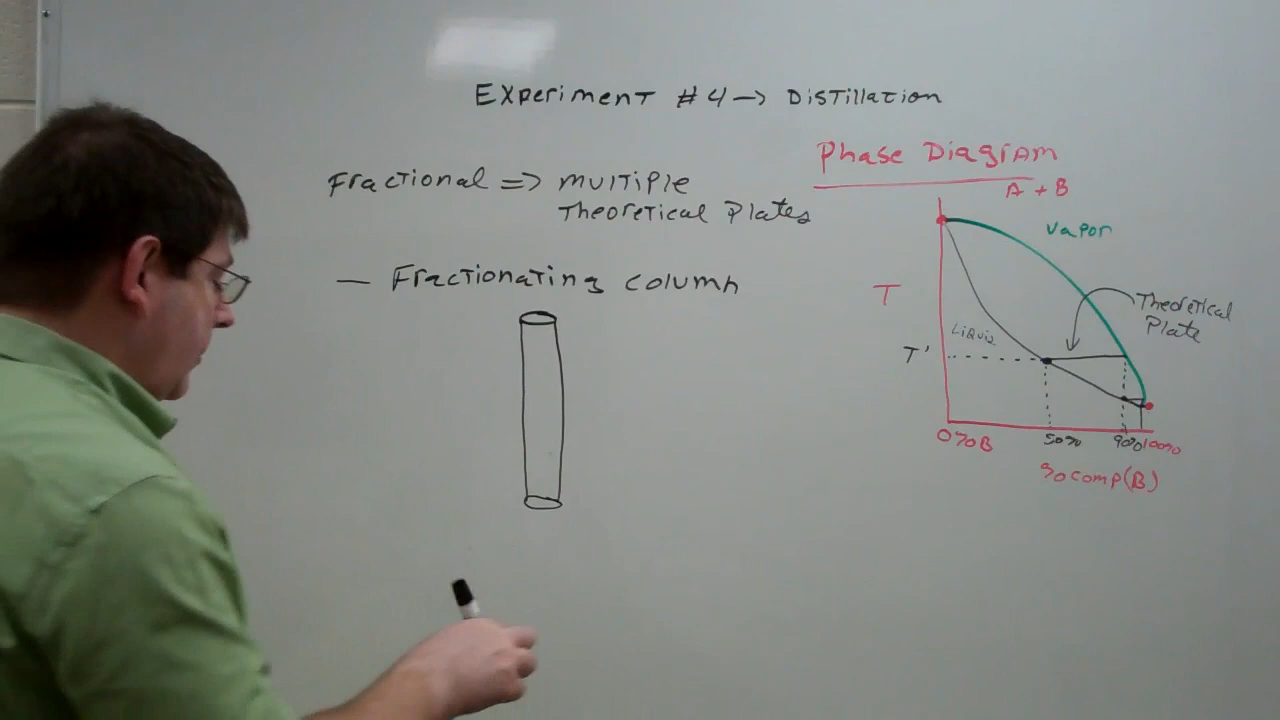 Experiment #4 → Distillation
Fractional ⇒ multiple
Theoretical Plates
— Fractionating column
Phase Diagram
A + B
Vapor
T
Theoretical
Plate
Liquid
T'
0%B
50%
90%
100%
% comp(B)